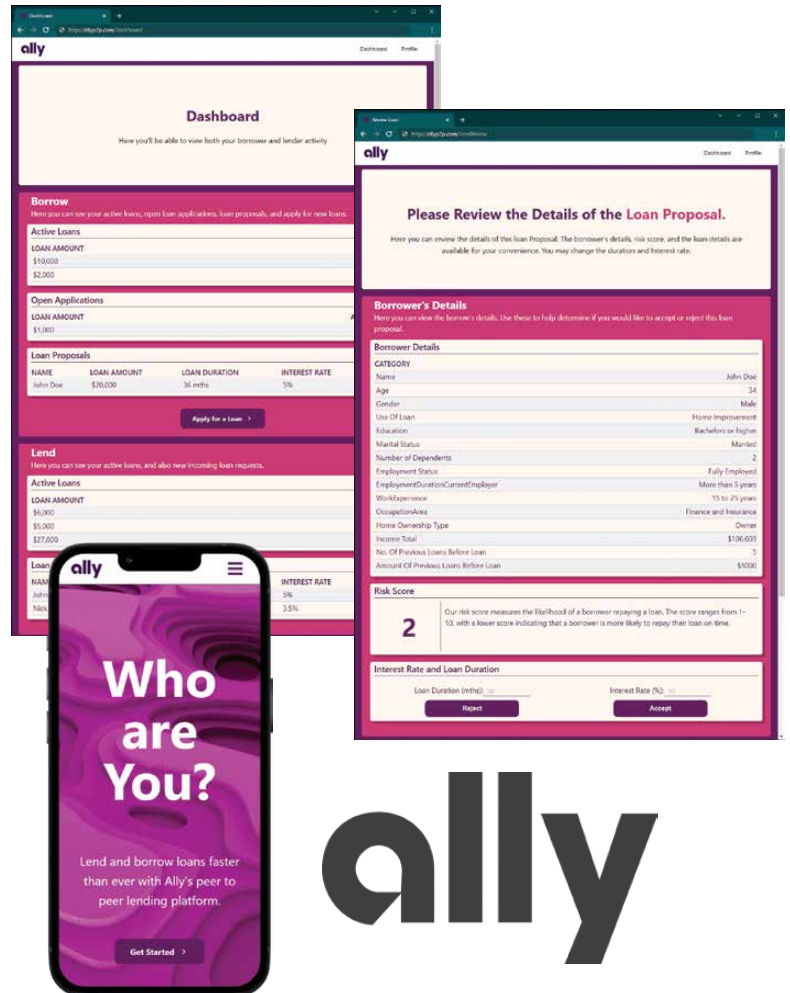 Dashboard
ally
Dashboard Profile
Dashboard
Here you'll be able to view both your borrower and lender activity
Borrow
Here you can see your active loans, open loan applications, loan proposals, and apply for new loans.
Active Loans
LOAN AMOUNT
$10,000
$2,000
Open Applications
LOAN AMOUNT
$1,000
Loan Proposals
NAME LOAN AMOUNT LOAN DURATION INTEREST RATE
John Doe $20,000 36 mths 5%
Apply for a Loan >
Lend
Here you can see your active loans, and also new incoming loan requests.
Active Loans
LOAN AMOUNT
$6,000
$5,000
$27,000
Loan
INTEREST RATE
John 5%
Nick 3.5%
Review Loan
ally
Dashboard Profile
Please Review the Details of the Loan Proposal.
Here you can review the details of this loan Proposal. The borrower's details, risk score, and the loan details are
available for your convenience. You may change the duration and Interest rate.
Borrower's Details
Here you can view the borrow's details. Use these to help determine if you would like to accept or reject this loan
proposal.
Borrower Details
CATEGORY
Name John Doe
Age 34
Gender Male
Use Of Loan Home Improvement
Education Bachelors or higher
Marital Status Married
Number of Dependents 2
Employment Status Fully Employed
EmploymentDurationCurrentEmployer More than 5 years
WorkExperience 15 to 25 years
OccupationArea Finance and Insurance
Home Ownership Type Owner
Income Total $106,603
No. Of Previous Loans Before Loan 5
Amount Of Previous Loans Before Loan $5000
Risk Score
2
Our risk score measures the likelihood of a borrower repaying a loan. The score ranges from 1-
10, with a lower score indicating that a borrower is more likely to repay their loan on time.
Interest Rate and Loan Duration
Loan Duration (mths): Interest Rate (%):
Reject Accept
ally
Who
are
You?
Lend and borrow loans faster
than ever with Ally's peer to
peer lending platform.
Get Started >
ally